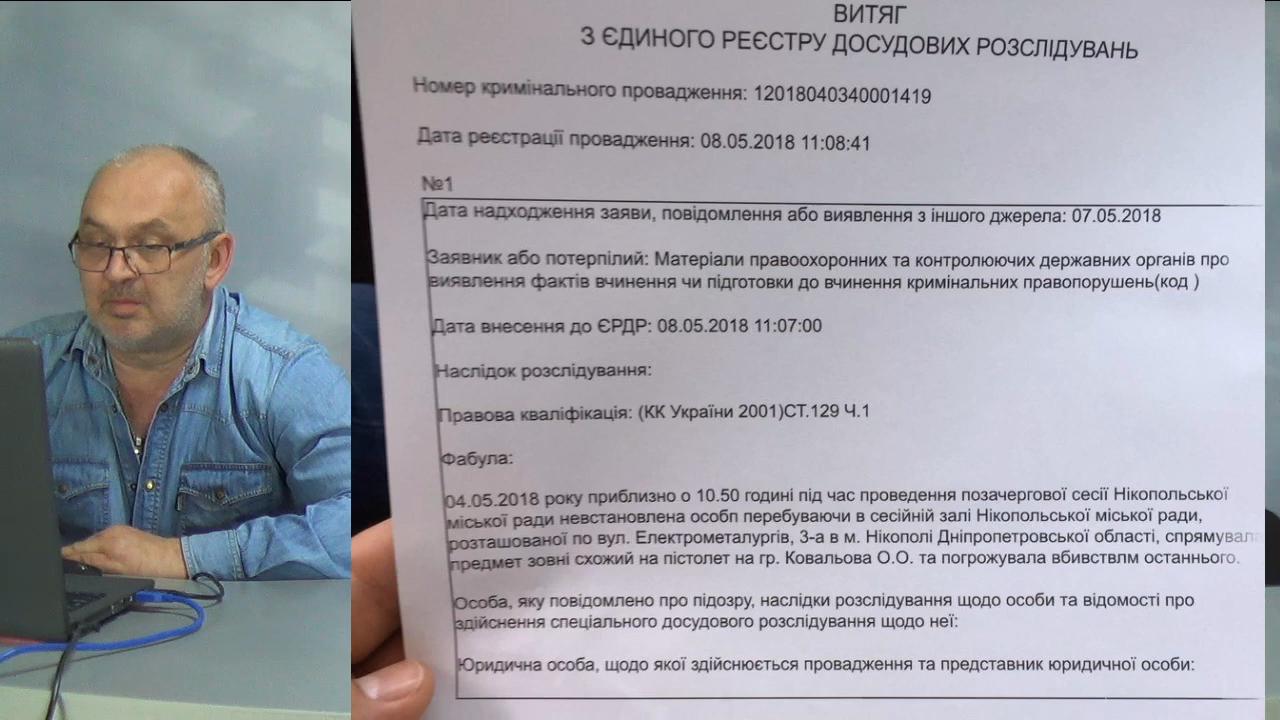 ВИТЯГ
З ЄДИНОГО РЕЄСТРУ ДОСУДОВИХ РОЗСЛІДУВАНЬ
Номер кримінального провадження: 12018040340001419
Дата реєстрації провадження: 08.05.2018 11:08:41
№1
Дата надходження заяви, повідомлення або виявлення з іншого джерела: 07.05.2018
Заявник або потерпілий: Матеріали правоохоронних та контролюючих державних органів про
виявлення фактів вчинення чи підготовки до вчинення кримінальних правопорушень(код )
Дата внесення до ЄРДР: 08.05.2018 11:07:00
Наслідок розслідування:
Правова кваліфікація: (КК України 2001)СТ.129 Ч.1
Фабула:
04.05.2018 року приблизно о 10.50 годині під час проведення позачергової сесії Нікопольської
міської ради невстановлена особп перебуваючи в сесійній залі Нікопольської міської ради,
розташованої по вул. Електрометалургів, 3-а в м. Нікополі Дніпропетровської області, спрямувала
предмет зовні схожий на пістолет на гр. Ковальова О.О. та погрожувала вбивствлм останнього.
Особа, яку повідомлено про підозру, наслідки розслідування щодо особи та відомості про
здійснення спеціального досудового розслідування щодо неї:
Юридична особа, щодо якої здійснюється провадження та представник юридичної особи: